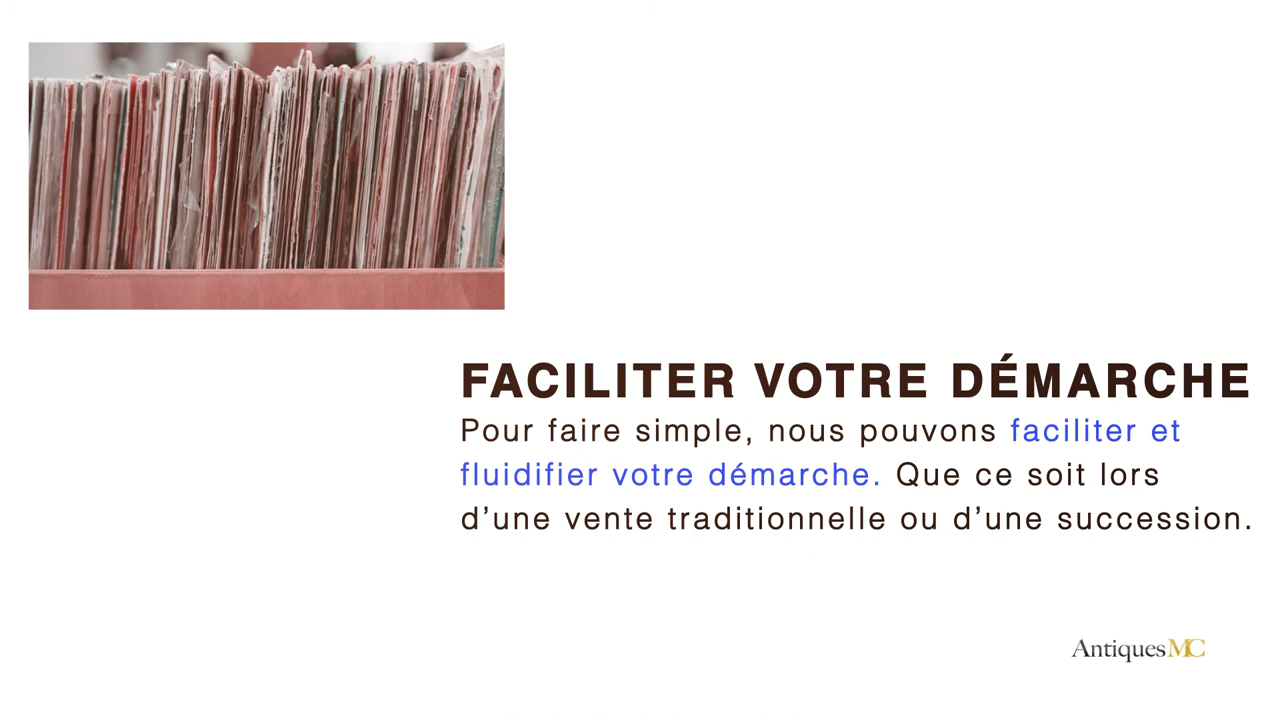 FACILITER VOTRE DÉMARCHE
Pour faire simple, nous pouvons faciliter et
fluidifier votre démarche. Que ce soit lors
d’une vente traditionnelle ou d’une succession.
AntiquesMC